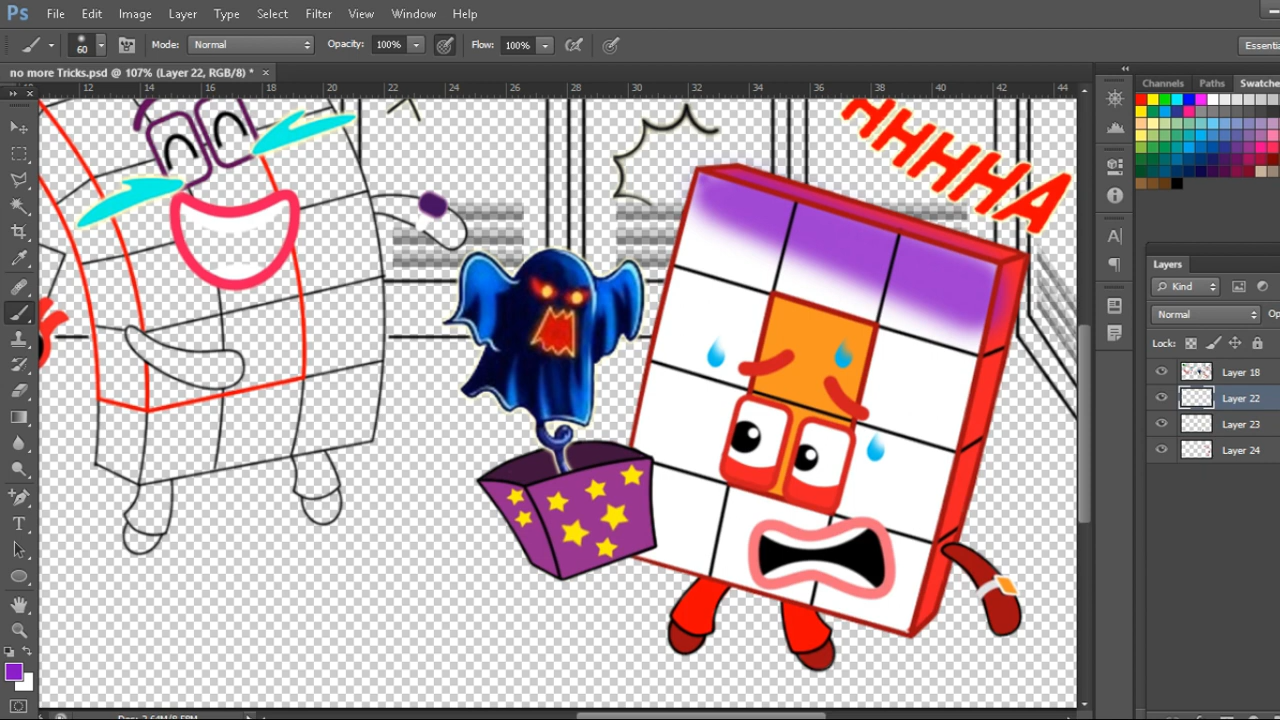 Ps File Edit Image Layer Type Select Filter View Window Help
60 Mode: Normal Opacity: 100% Flow: 100% Essentia
no more Tricks.psd @ 107% (Layer 22, RGB/8) * ×
12 14 16 18 20 22 24 26 28 30 32 34 36 38 40 42 44
Channels Paths Swatche
HHHHA
Layers
Kind
Normal Op
Lock:
Layer 18
Layer 22
Layer 23
Layer 24